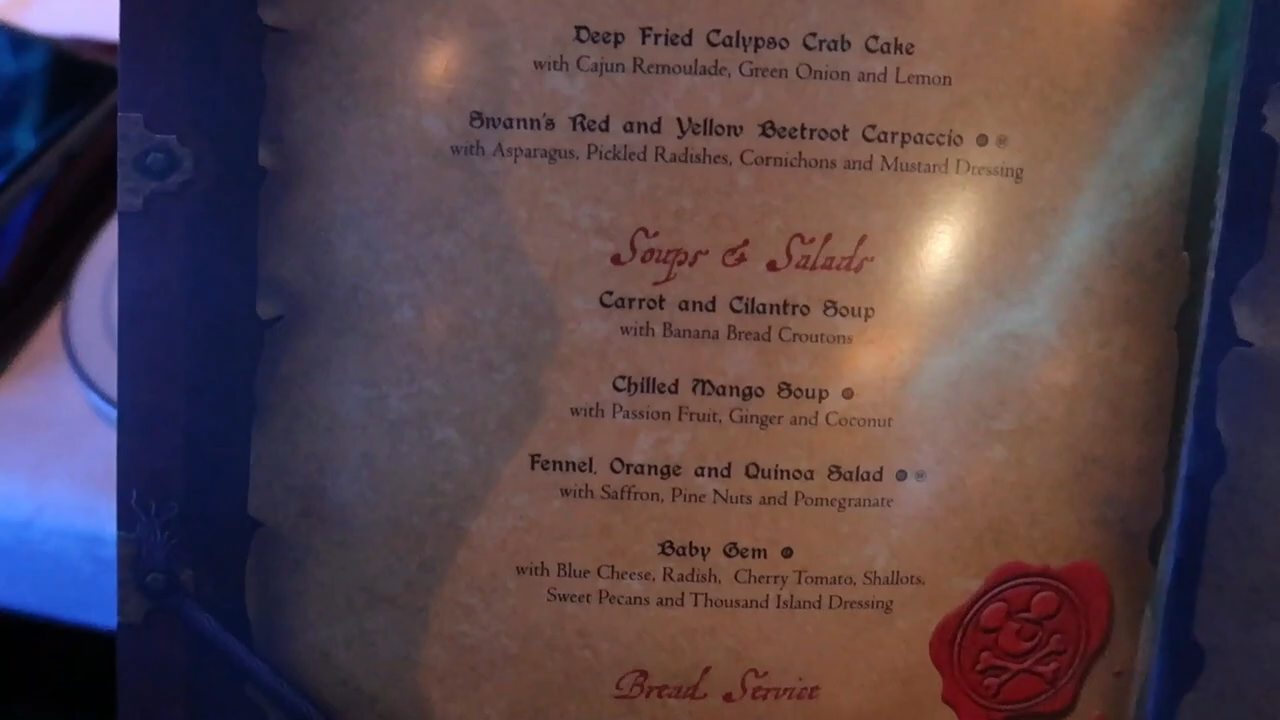 Deep Fried Calypso Crab Cake
with Cajun Remoulade, Green Onion and Lemon
Swann's Red and Yellow Beetroot Carpaccio
with Asparagus, Pickled Radishes, Cornichons and Mustard Dressing
Soups & Salads
Carrot and Cilantro Soup
with Banana Bread Croutons
Chilled Mango Soup
with Passion Fruit, Ginger and Coconut
Fennel, Orange and Quinoa Salad
with Saffron, Pine Nuts and Pomegranate
Baby Gem
with Blue Cheese, Radish, Cherry Tomato, Shallots,
Sweet Pecans and Thousand Island Dressing
Bread Service